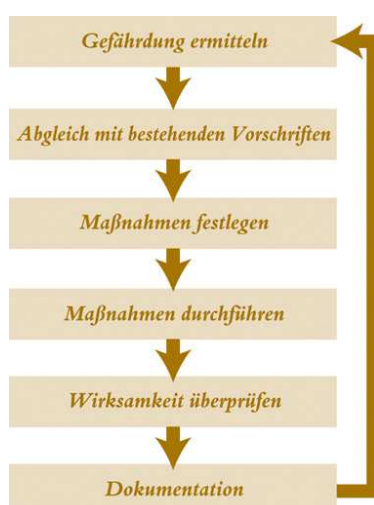 Gefährdung ermitteln
Abgleich mit bestehenden Vorschriften
Maßnahmen festlegen
Maßnahmen durchführen
Wirksamkeit überprüfen
Dokumentation